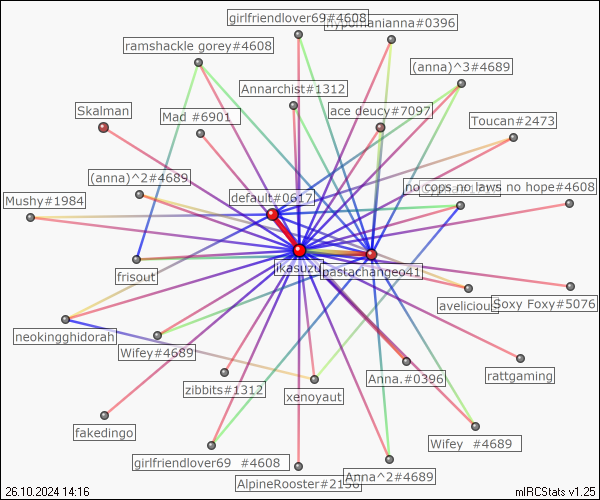 girlfriendlover69#4608
hypomanianna#0396
ramshackle gorey#4608
(anna)^3#4689
Annarchist#1312
Skalman
Mad #6901
ace deucy#7097
Toucan#2473
(anna)^2#4689
no cops no laws no hope#4608
Mushy#1984
default#0617
ikasuzu
pastachangeo41
frisout
avelicious
Soxy Foxy#5076
neokingghidorah
Wifey#4689
zibbits#1312
xenoyaut
Anna.#0396
rattgaming
fakedingo
Wifey #4689
girlfriendlover69 #4608
Anna^2#4689
AlpineRooster#2156
26.10.2024 14:16
mIRCStats v1.25